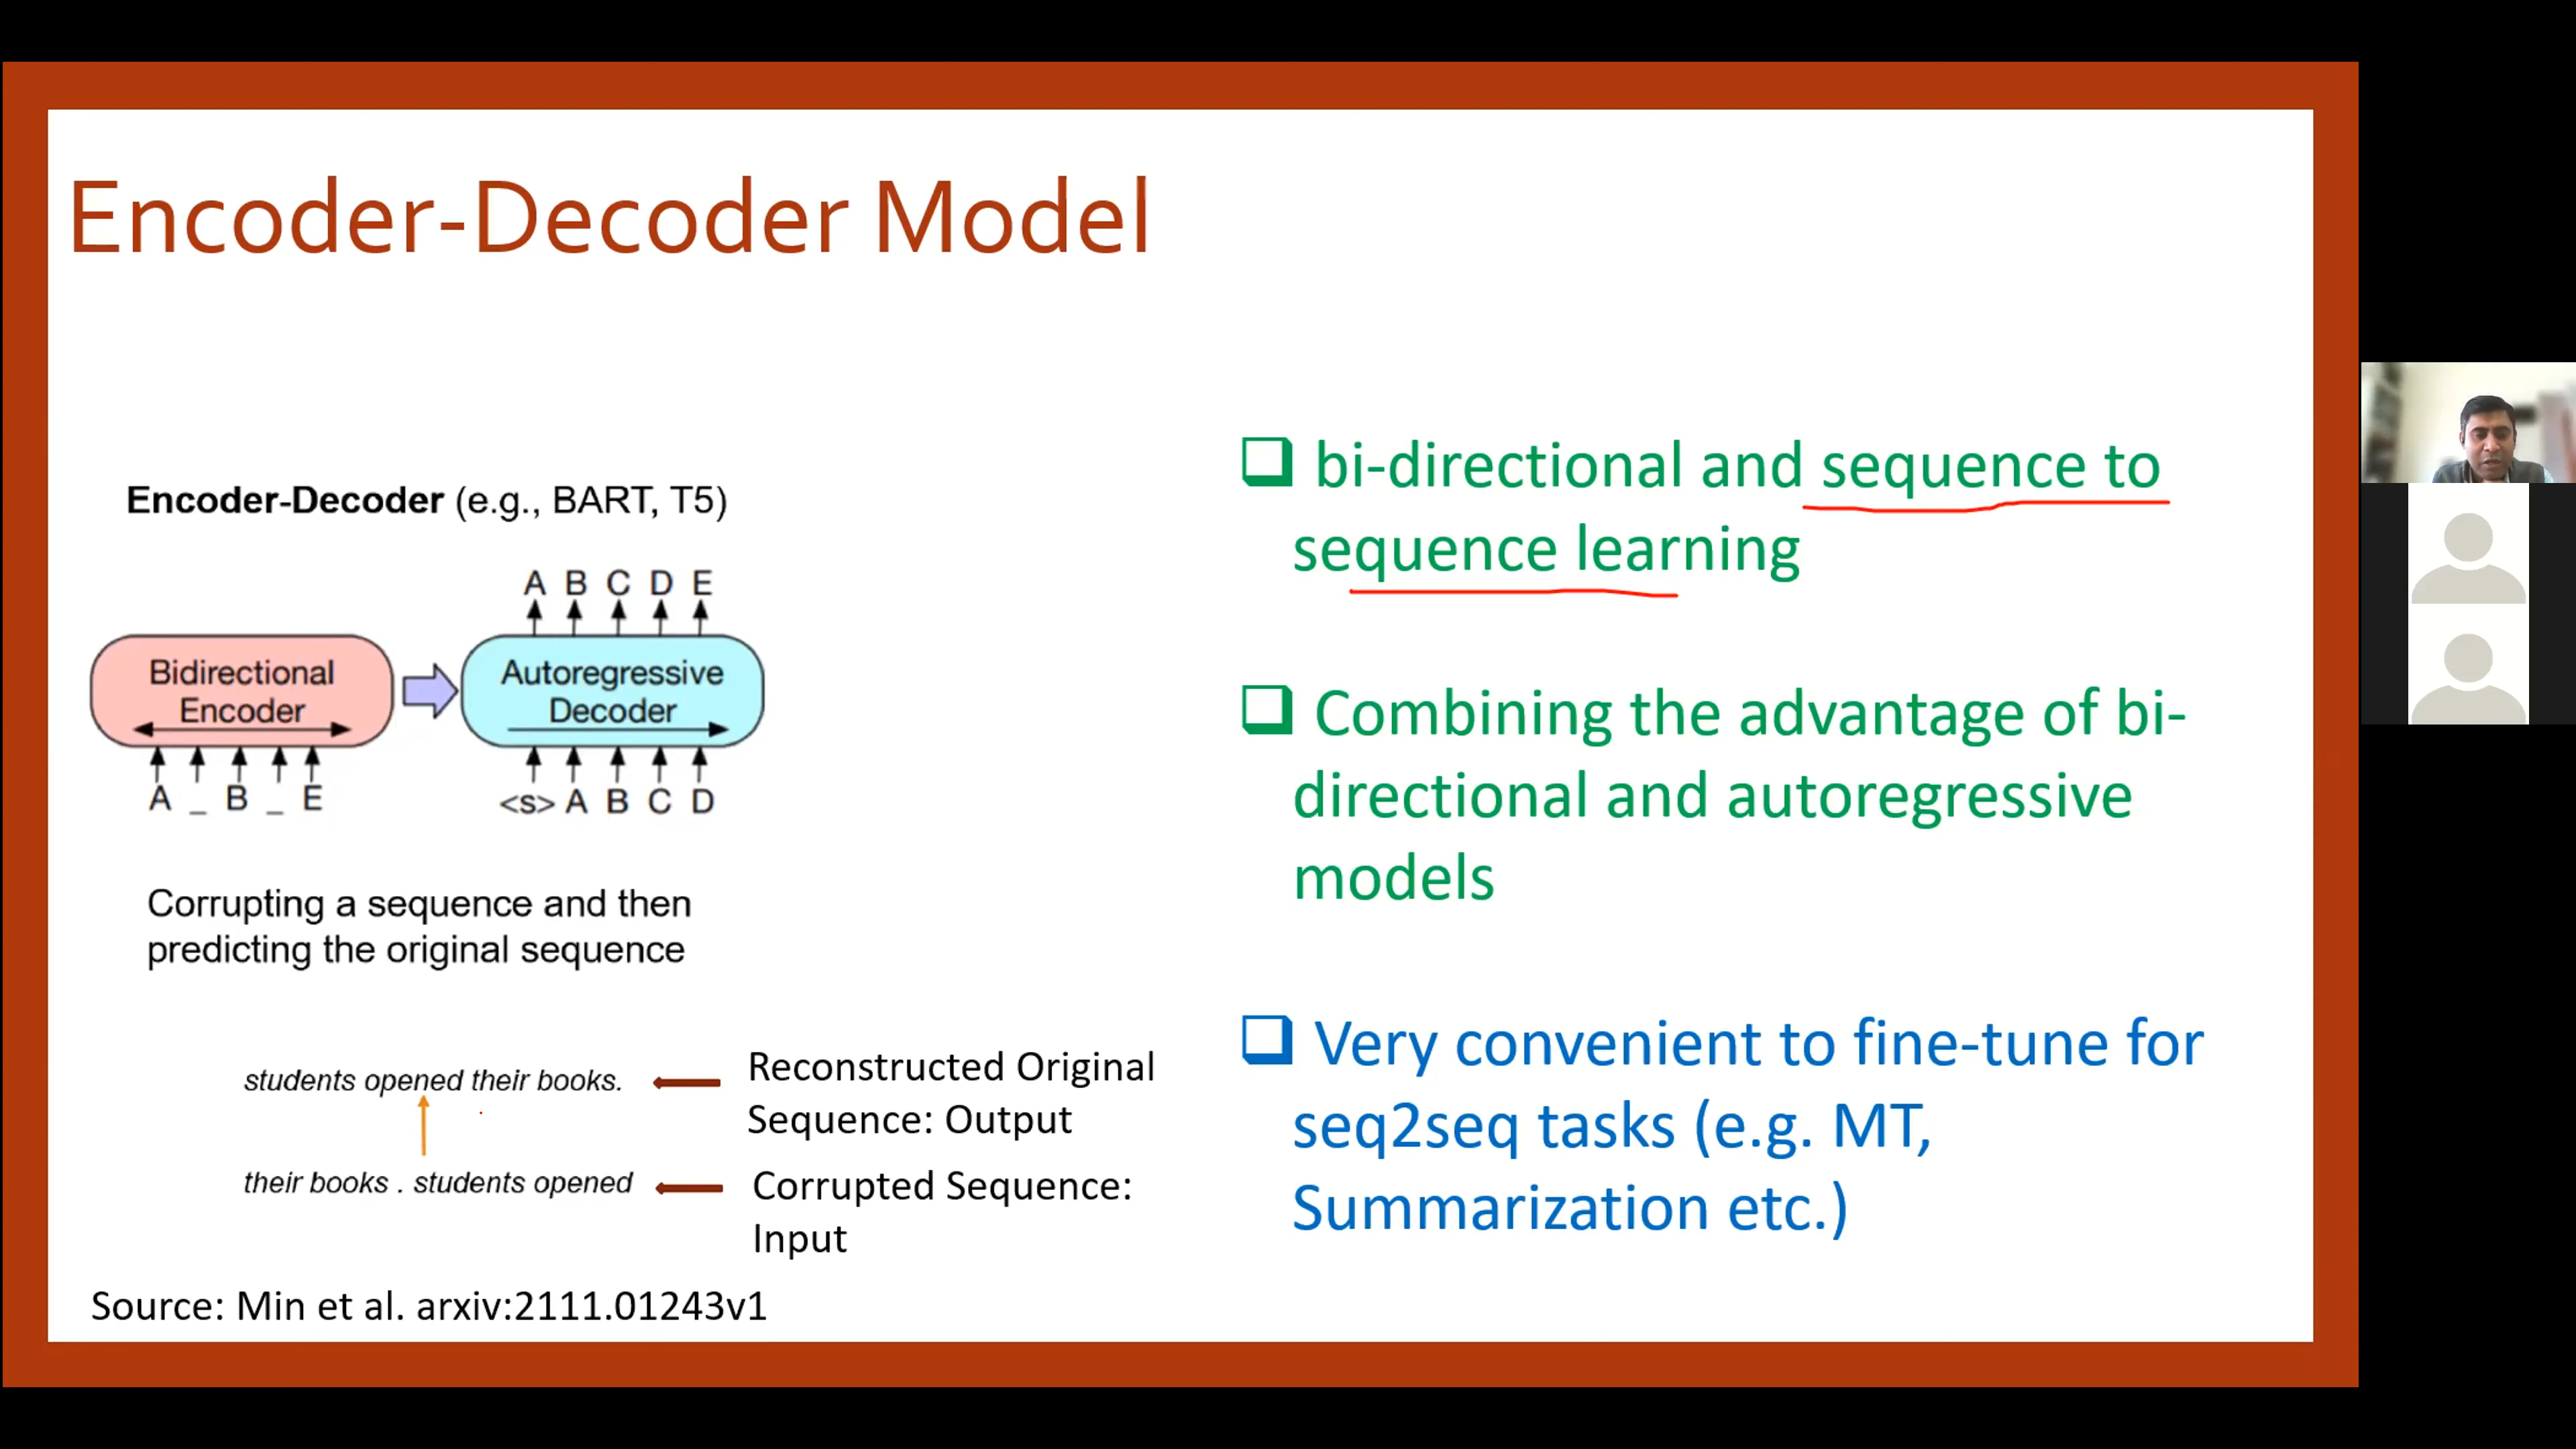 Encoder-Decoder Model
Encoder-Decoder (e.g., BART, T5)
A B C D E
Bidirectional
Encoder
Autoregressive
Decoder
A _ B _ E
<s> A B C D
Corrupting a sequence and then
predicting the original sequence
students opened their books.
Reconstructed Original
Sequence: Output
their books . students opened
Corrupted Sequence:
Input
Source: Min et al. arxiv:2111.01243v1
bi-directional and sequence to
sequence learning
Combining the advantage of bi-
directional and autoregressive
models
Very convenient to fine-tune for
seq2seq tasks (e.g. MT,
Summarization etc.)